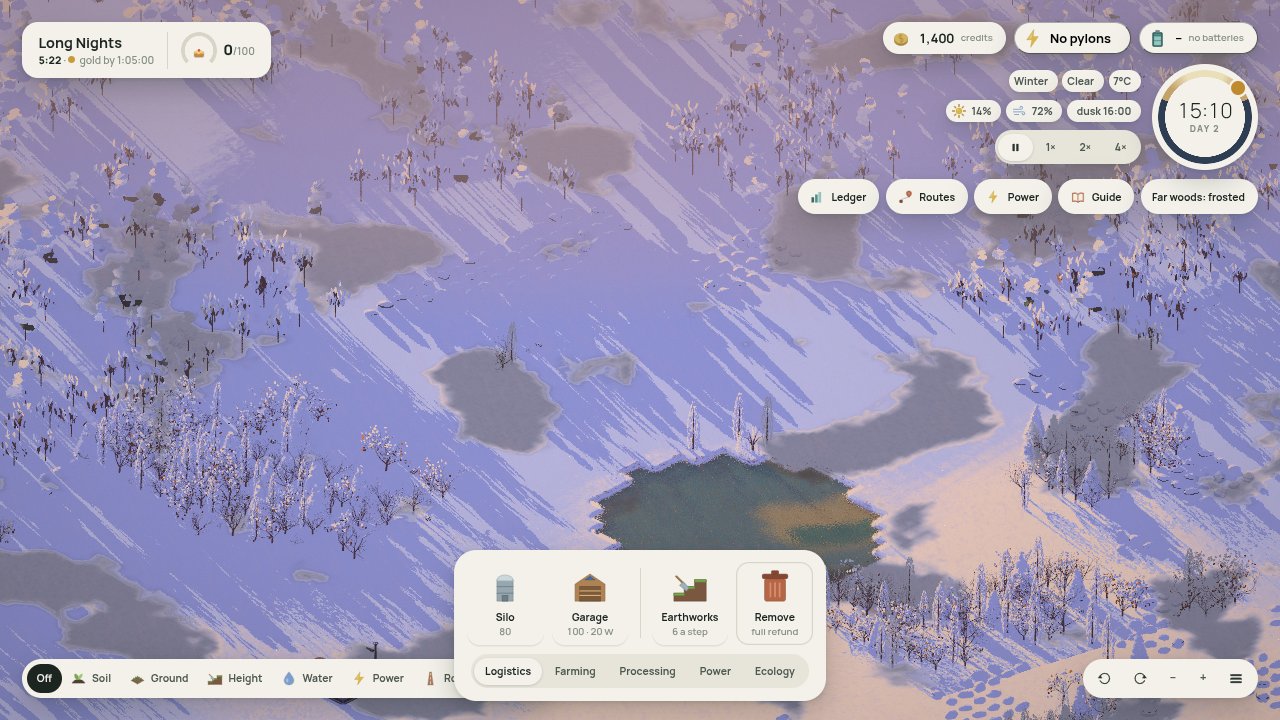 Long Nights
5:22 · gold by 1:05:00
0/100
1,400 credits
No pylons
– no batteries
Winter
Clear
7°C
14%
72%
dusk 16:00
15:10
DAY 2
1×
2×
4×
Ledger
Routes
Power
Guide
Far woods: frosted
Silo
80
Garage
100 · 20 W
Earthworks
6 a step
Remove
full refund
Logistics
Farming
Processing
Power
Ecology
Off
Soil
Ground
Height
Water
Power
−
+